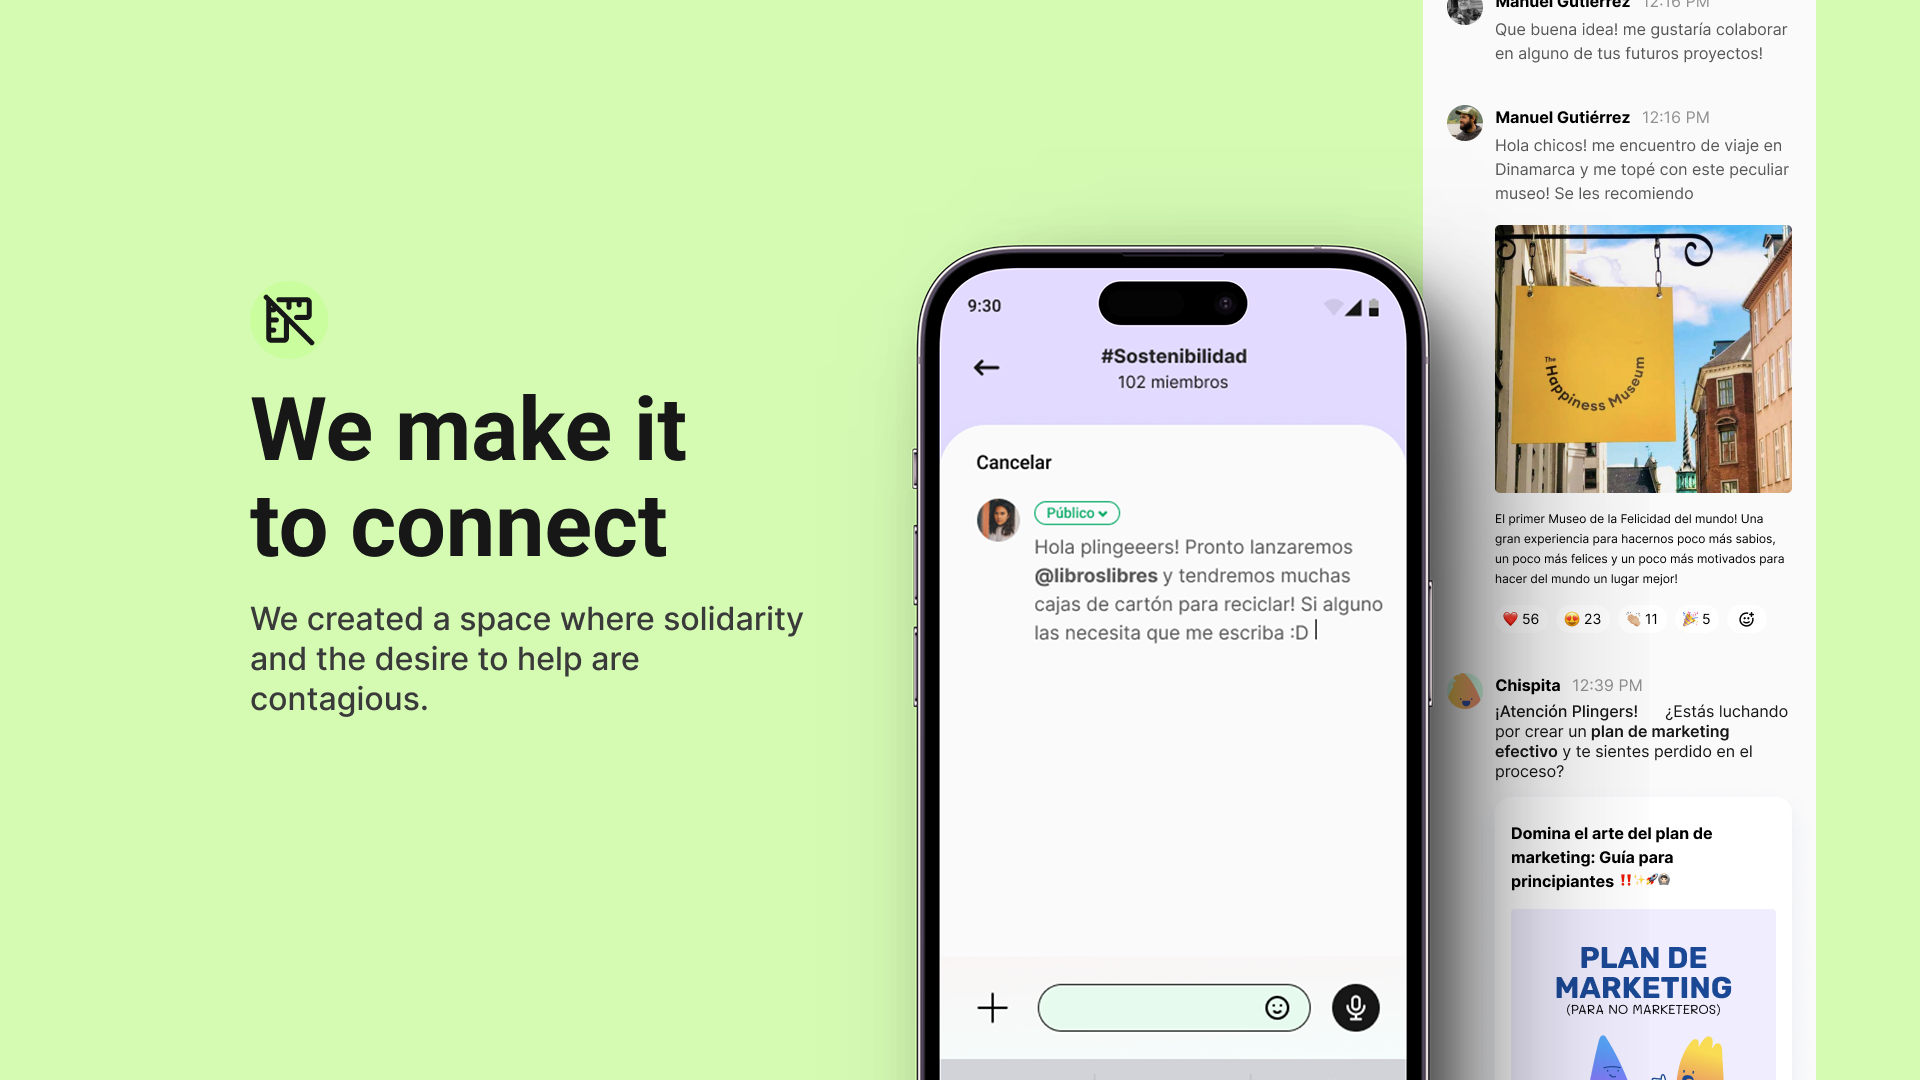 We make it
to connect
We created a space where solidarity
and the desire to help are
contagious.
9:30
#Sostenibilidad
102 miembros
Cancelar
Público
Hola plingeeers! Pronto lanzaremos
@libroslibres y tendremos muchas
cajas de cartón para reciclar! Si alguno
las necesita que me escriba :D
Manuel Gutiérrez 12:16 PM
Que buena idea! me gustaría colaborar
en alguno de tus futuros proyectos!
Manuel Gutiérrez 12:16 PM
Hola chicos! me encuentro de viaje en
Dinamarca y me topé con este peculiar
museo! Se les recomiendo
The
Happiness Museum
El primer Museo de la Felicidad del mundo! Una
gran experiencia para hacernos poco más sabios,
un poco más felices y un poco más motivados para
hacer del mundo un lugar mejor!
❤️ 56 😍 23 👏🏼 11 🎉 5
Chispita 12:39 PM
¡Atención Plingers! ¿Estás luchando
por crear un plan de marketing
efectivo y te sientes perdido en el
proceso?
Domina el arte del plan de
marketing: Guía para
principiantes ‼️✨🚀
PLAN DE
MARKETING
(PARA NO MARKETEROS)